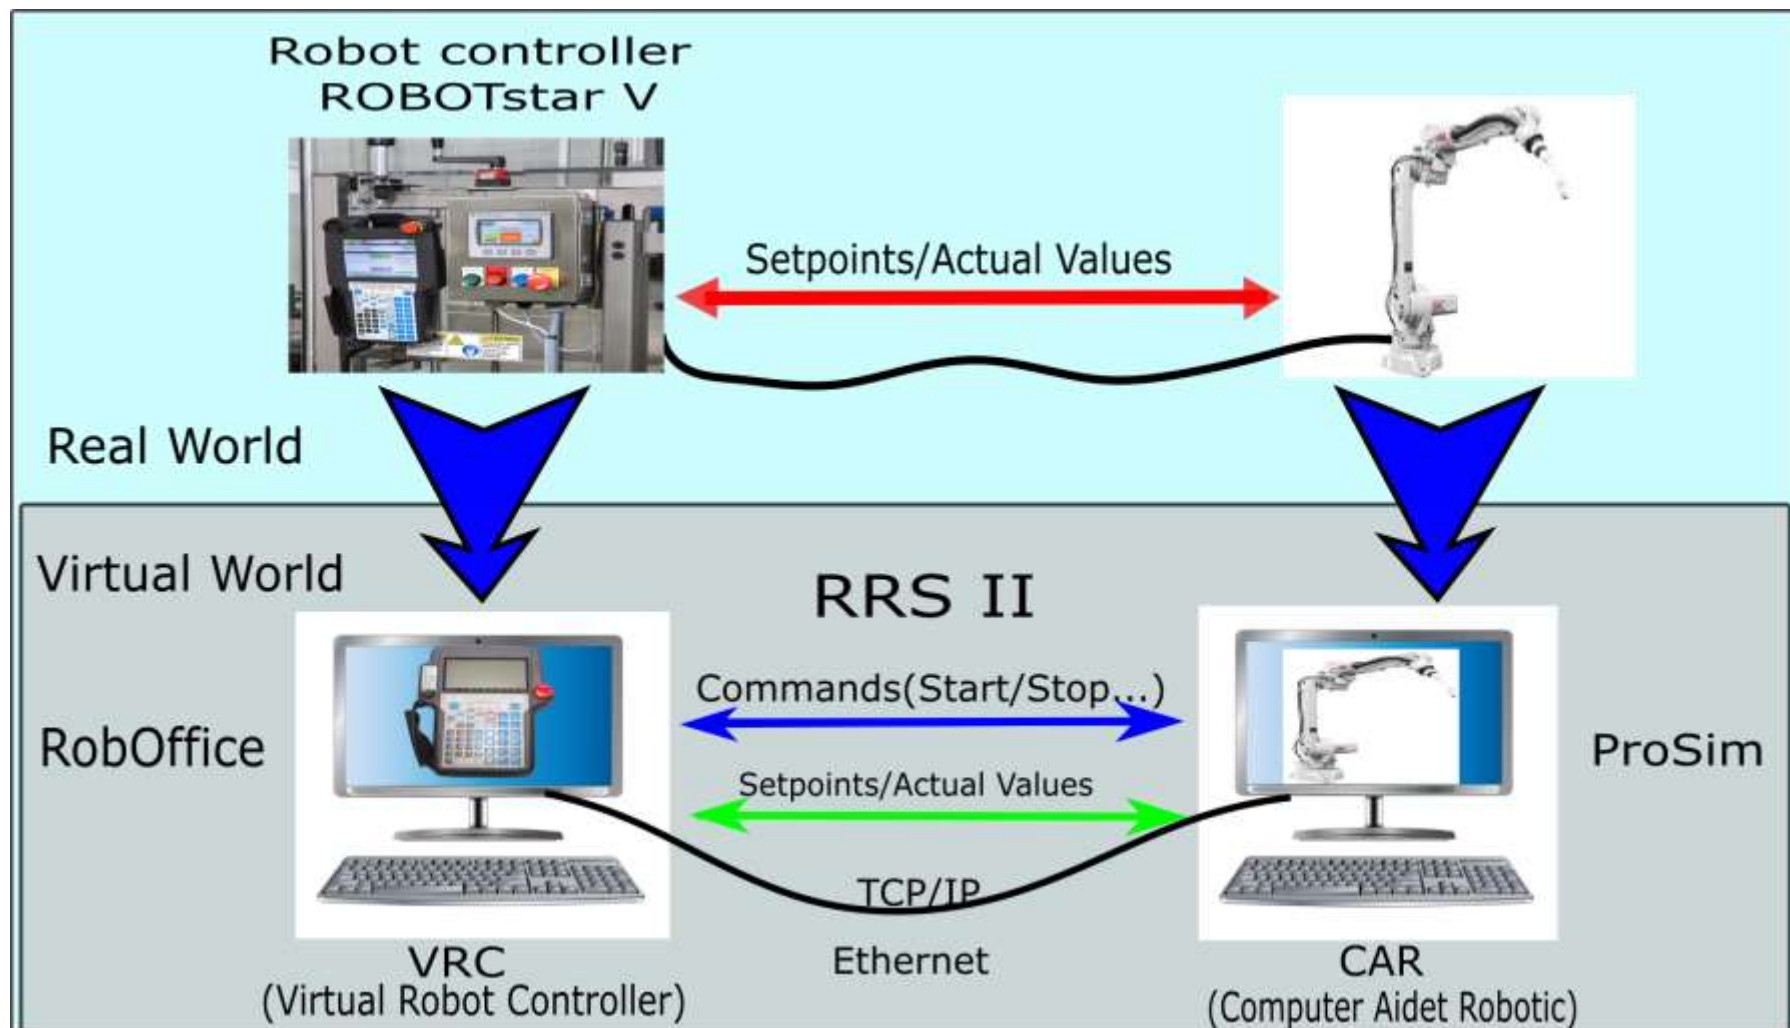 Robot controller
ROBOTstar V
Setpoints/Actual Values
Real World
Virtual World
RRS II
Commands(Start/Stop...)
RobOffice
ProSim
Setpoints/Actual Values
TCP/IP
Ethernet
VRC
(Virtual Robot Controller)
CAR
(Computer Aidet Robotic)